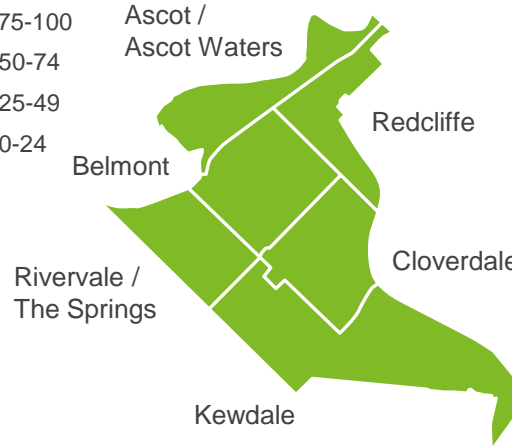 75-100
50-74
25-49
0-24
Ascot /
Ascot Waters
Redcliffe
Belmont
Cloverdale
Rivervale /
The Springs
Kewdale